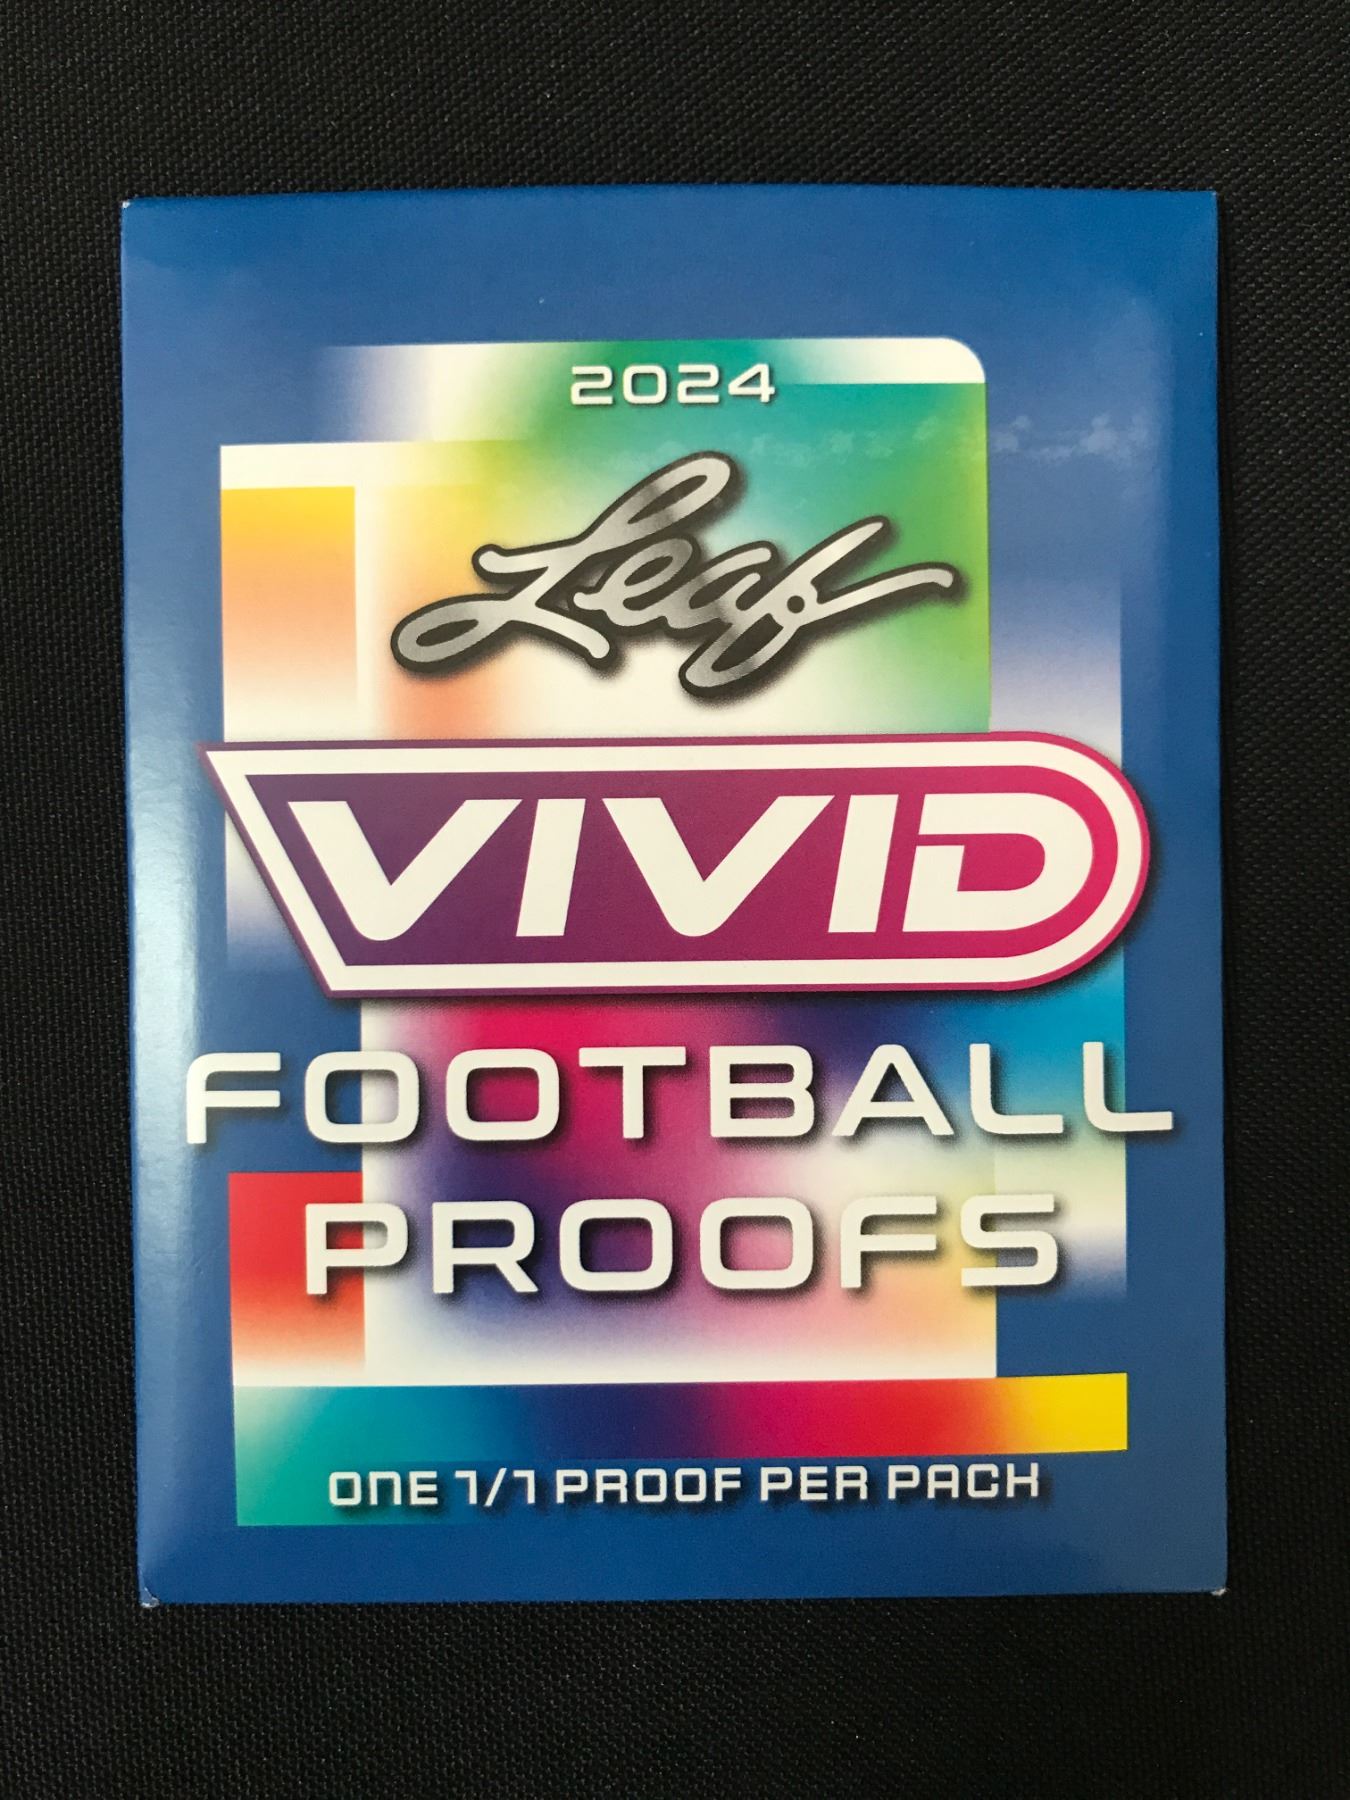 2024
Leaf
VIVID
FOOTBALL
PROOFS
ONE 1/1 PROOF PER PACK